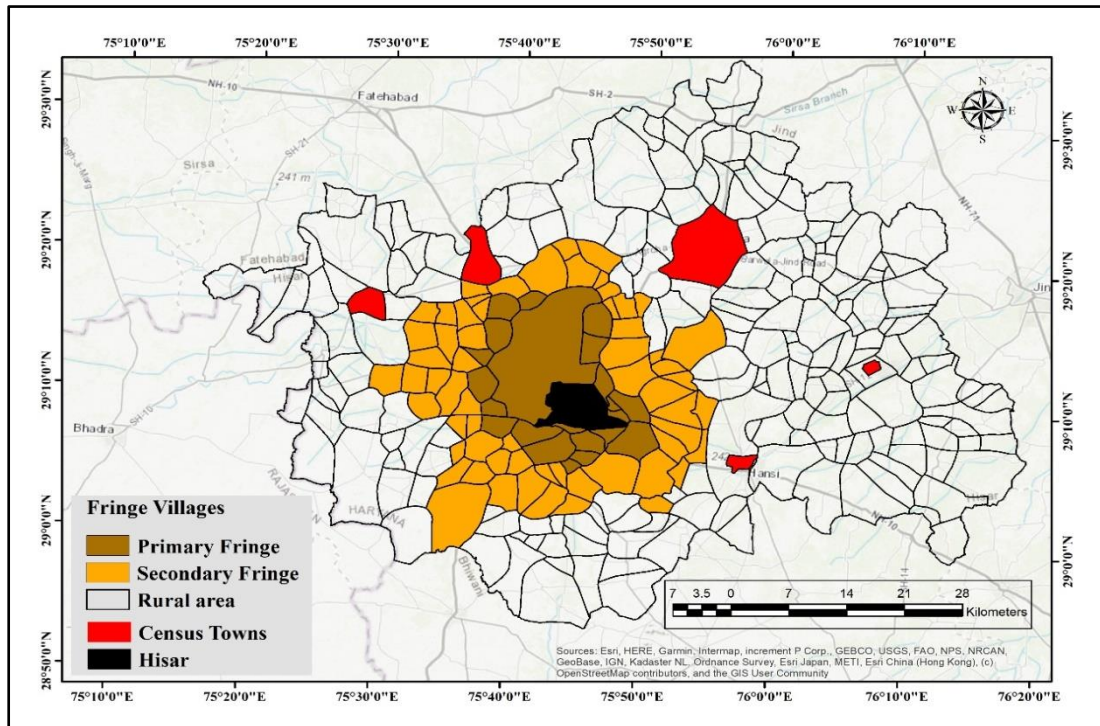 75°10'0"E 75°20'0"E 75°30'0"E 75°40'0"E 75°50'0"E 76°0'0"E 76°10'0"E
N
W E
S
29°30'0"N
29°20'0"N
29°10'0"N
29°0'0"N
28°50'0"N
29°30'0"N
29°20'0"N
29°10'0"N
29°0'0"N
NH-10
Fatehabad
SH-2
Sirsa Branch
Jind
SH-21
Sirsa
241 m
NH-71
Fatehabad
Hisar
Barwala-Jind Road
Jin
SH-10
Bhadra
242
Hansi
Hisar
NH-10
HARYANA
Bhiwani
Fringe Villages
Primary Fringe
Secondary Fringe
Rural area
Census Towns
Hisar
7 3.5 0 7 14 21 28
Kilometers
Sources: Esri, HERE, Garmin, Intermap, increment P Corp., GEBCO, USGS, FAO, NPS, NRCAN,
GeoBase, IGN, Kadaster NL, Ordnance Survey, Esri Japan, METI, Esri China (Hong Kong), (c)
OpenStreetMap contributors, and the GIS User Community
75°10'0"E 75°20'0"E 75°30'0"E 75°40'0"E 75°50'0"E 76°0'0"E 76°10'0"E 76°20'0"E